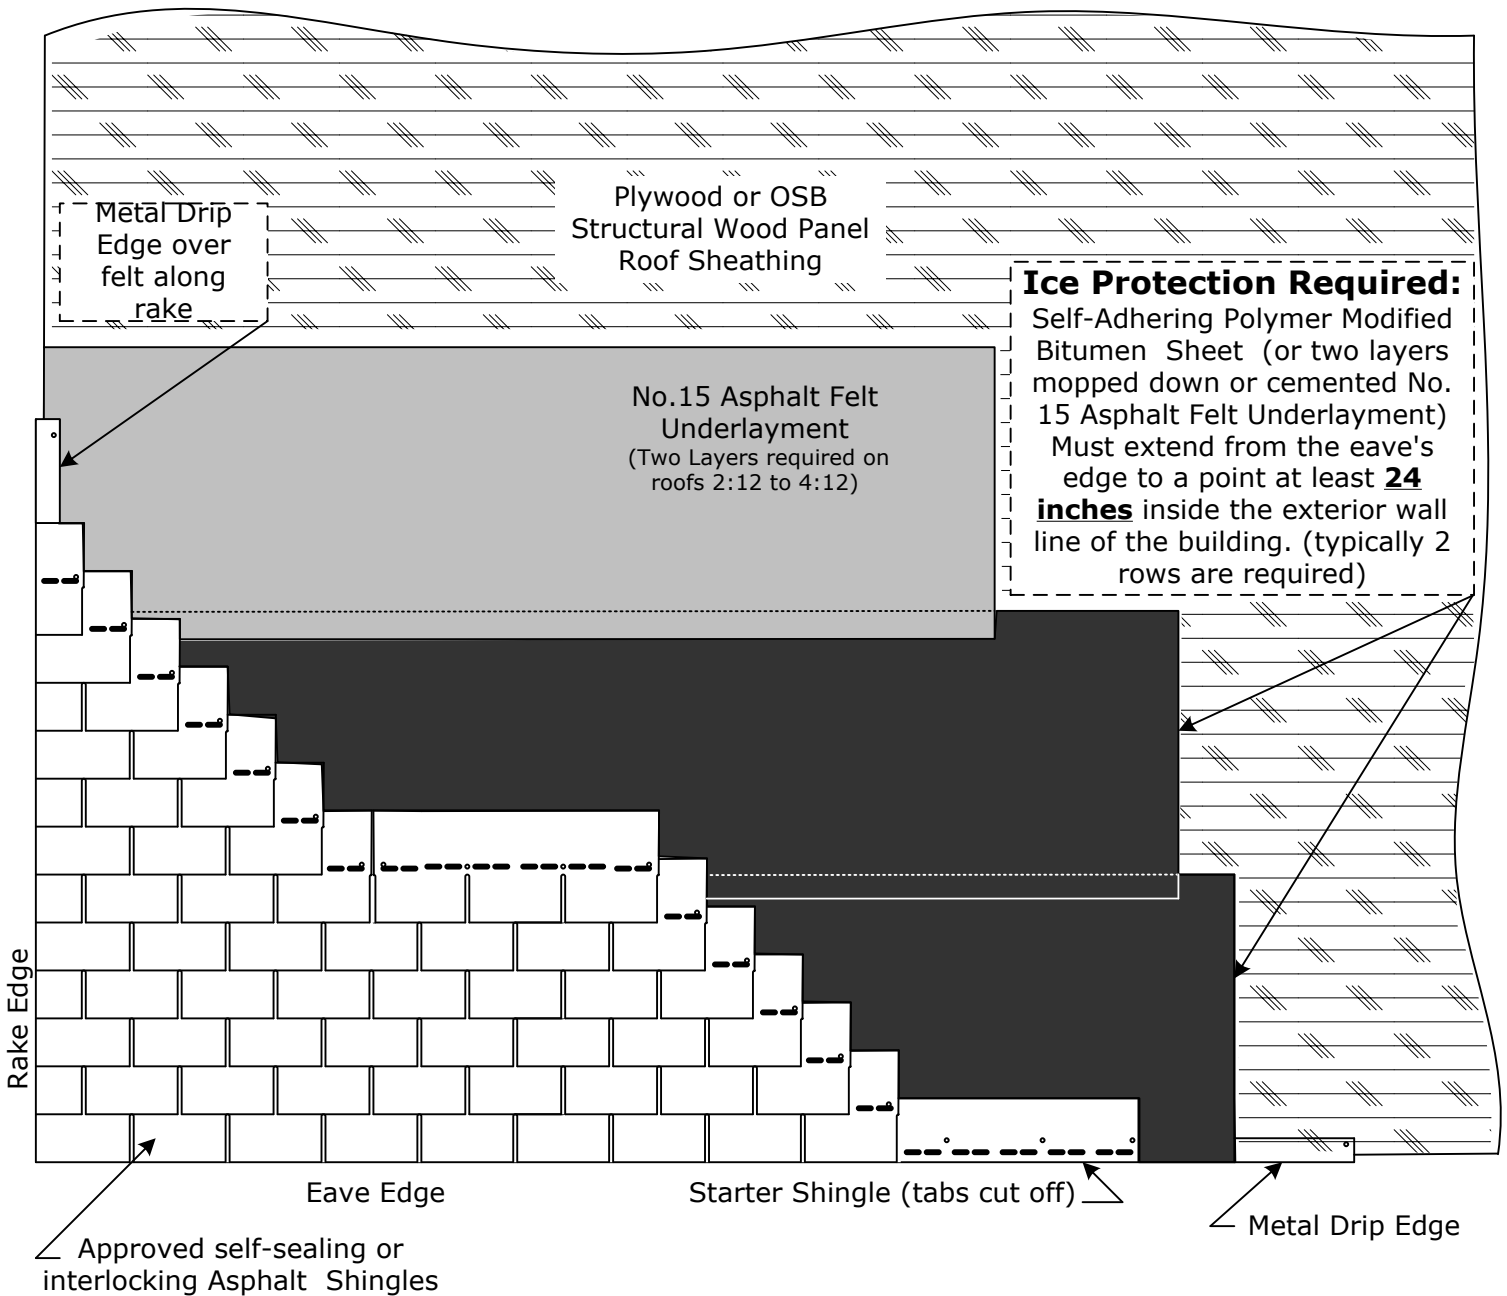 Plywood or OSB
Structural Wood Panel
Roof Sheathing
Metal Drip
Edge over
felt along
rake
Ice Protection Required:
Self-Adhering Polymer Modified
Bitumen Sheet (or two layers
mopped down or cemented No.
15 Asphalt Felt Underlayment)
Must extend from the eave's
edge to a point at least 24
inches inside the exterior wall
line of the building. (typically 2
rows are required)
No.15 Asphalt Felt
Underlayment
(Two Layers required on
roofs 2:12 to 4:12)
Rake Edge
Eave Edge
Starter Shingle (tabs cut off)
Metal Drip Edge
Approved self-sealing or
interlocking Asphalt Shingles